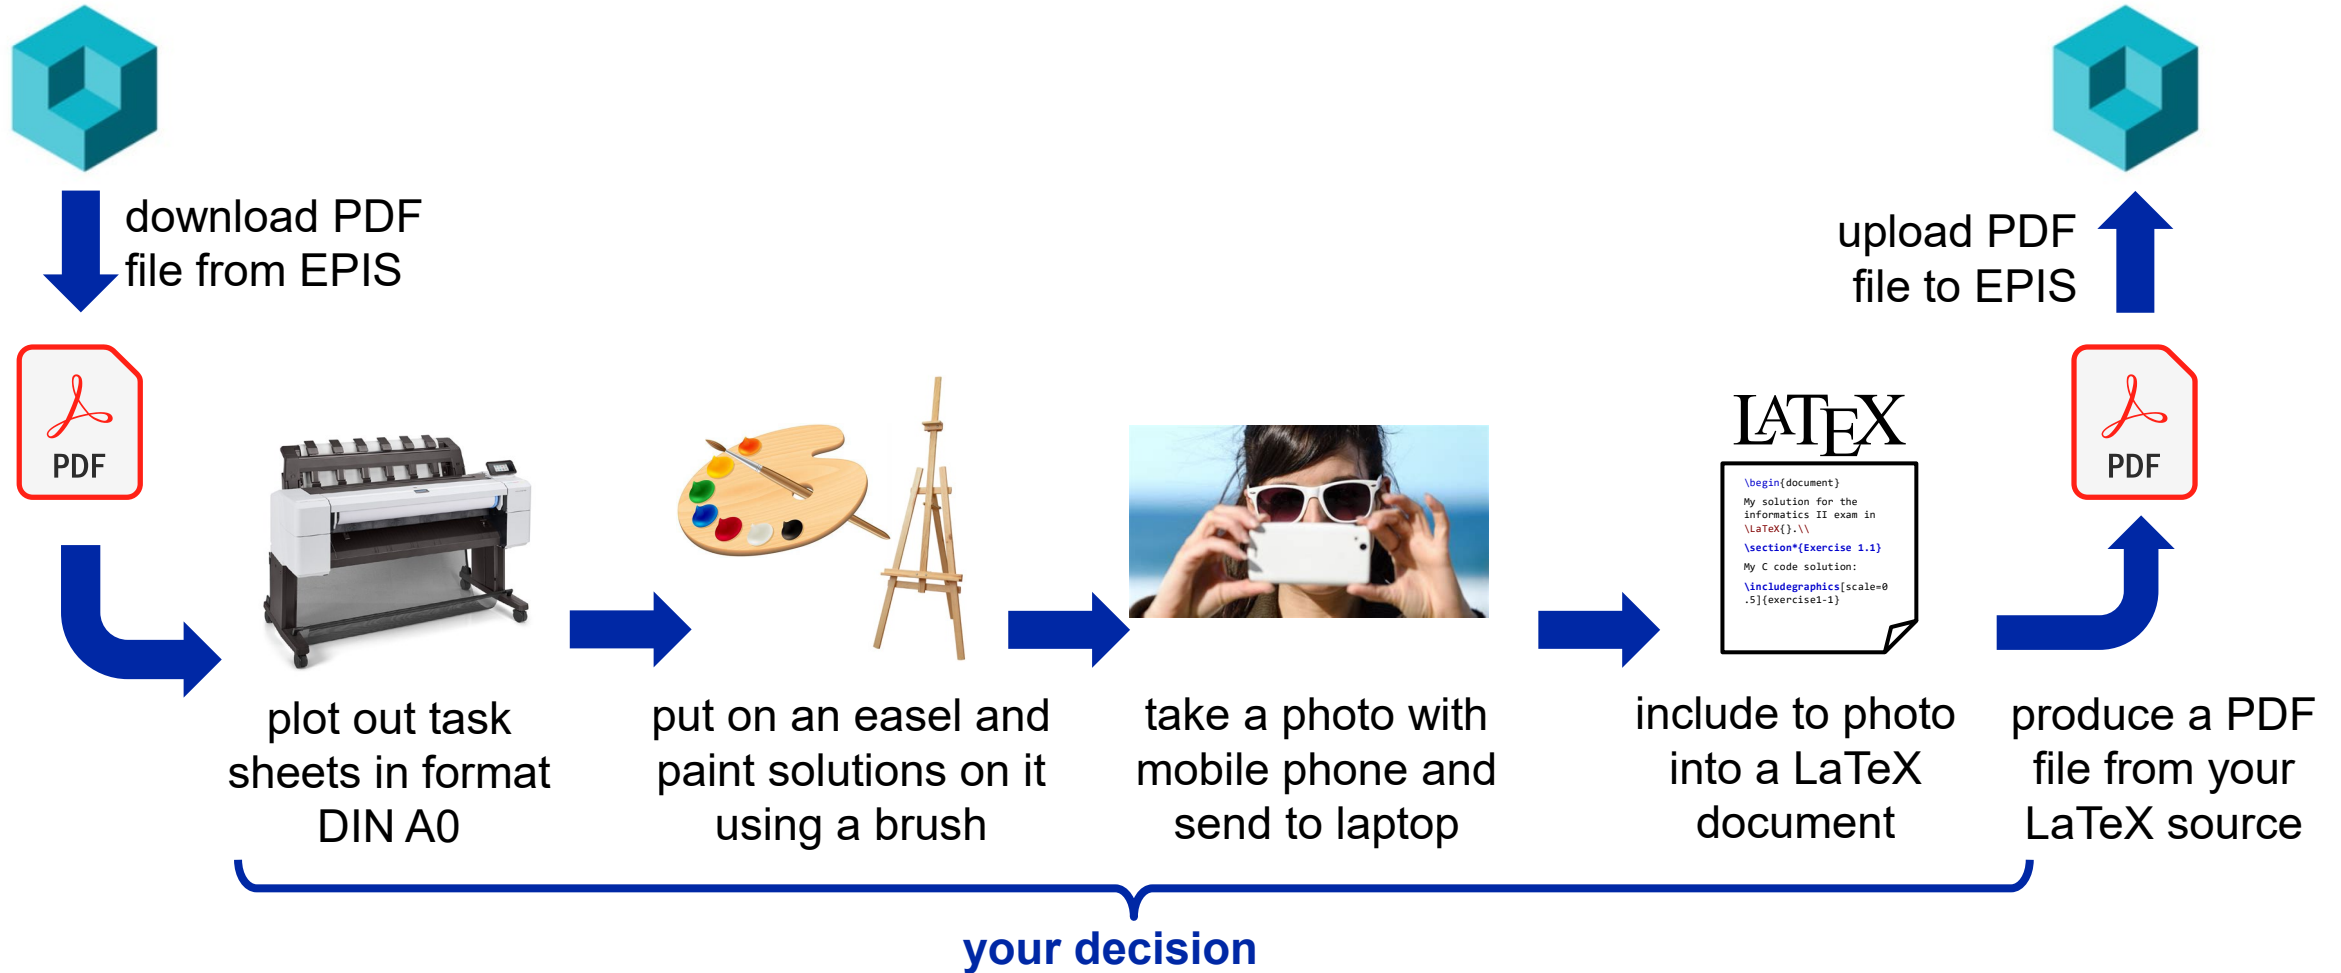 download PDF
file from EPIS
upload PDF
file to EPIS
PDF
PDF
LATEX
\begin{document}
My solution for the
informatics II exam in
\LaTeX{}.\\
\section*{Exercise 1.1}
My C code solution:
\includegraphics[scale=0
.5]{exercise1-1}
plot out task
sheets in format
DIN A0
put on an easel and
paint solutions on it
using a brush
take a photo with
mobile phone and
send to laptop
include to photo
into a LaTeX
document
produce a PDF
file from your
LaTeX source
your decision